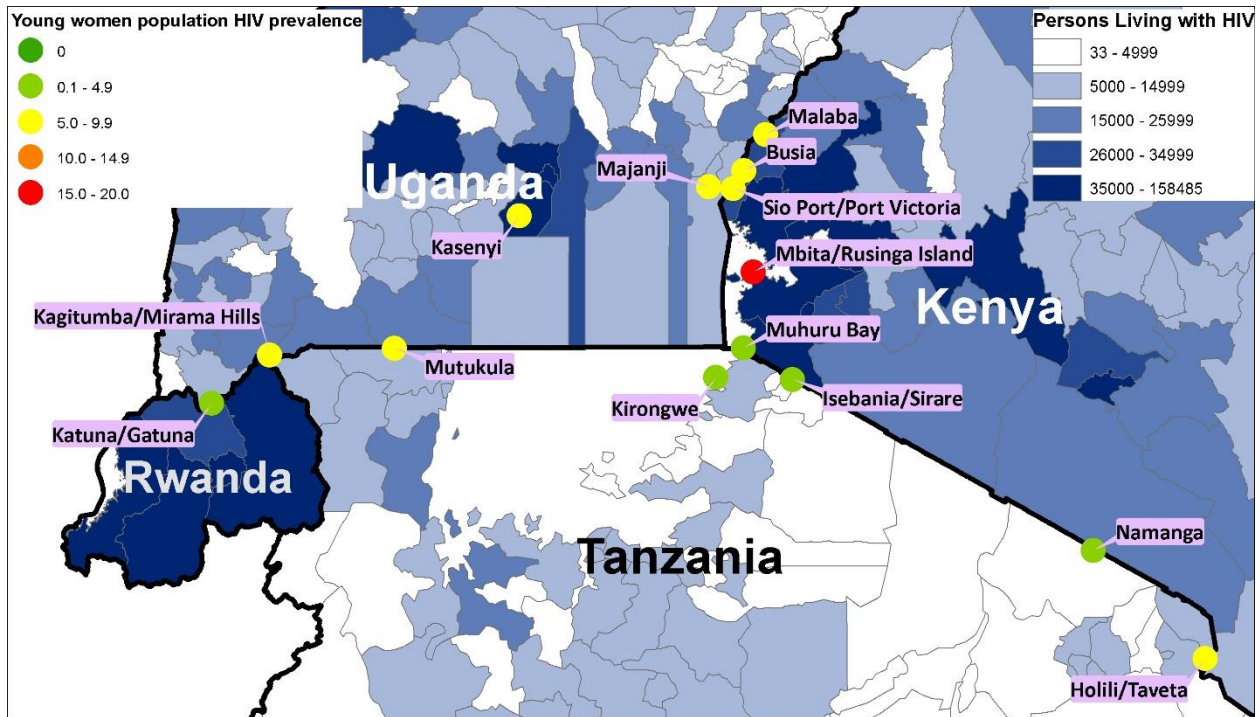 Young women population HIV prevalence
0
0.1 - 4.9
5.0 - 9.9
10.0 - 14.9
15.0 - 20.0
Persons Living with HIV
33 - 4999
5000 - 14999
15000 - 25999
26000 - 34999
35000 - 158485
Malaba
Busia
Majanji
Uganda
Sio Port/Port Victoria
Kasenyi
Mbita/Rusinga Island
Kenya
Kagitumba/Mirama Hills
Muhuru Bay
Mutukula
Kirongwe
Isebania/Sirare
Katuna/Gatuna
Rwanda
Namanga
Tanzania
Holili/Taveta